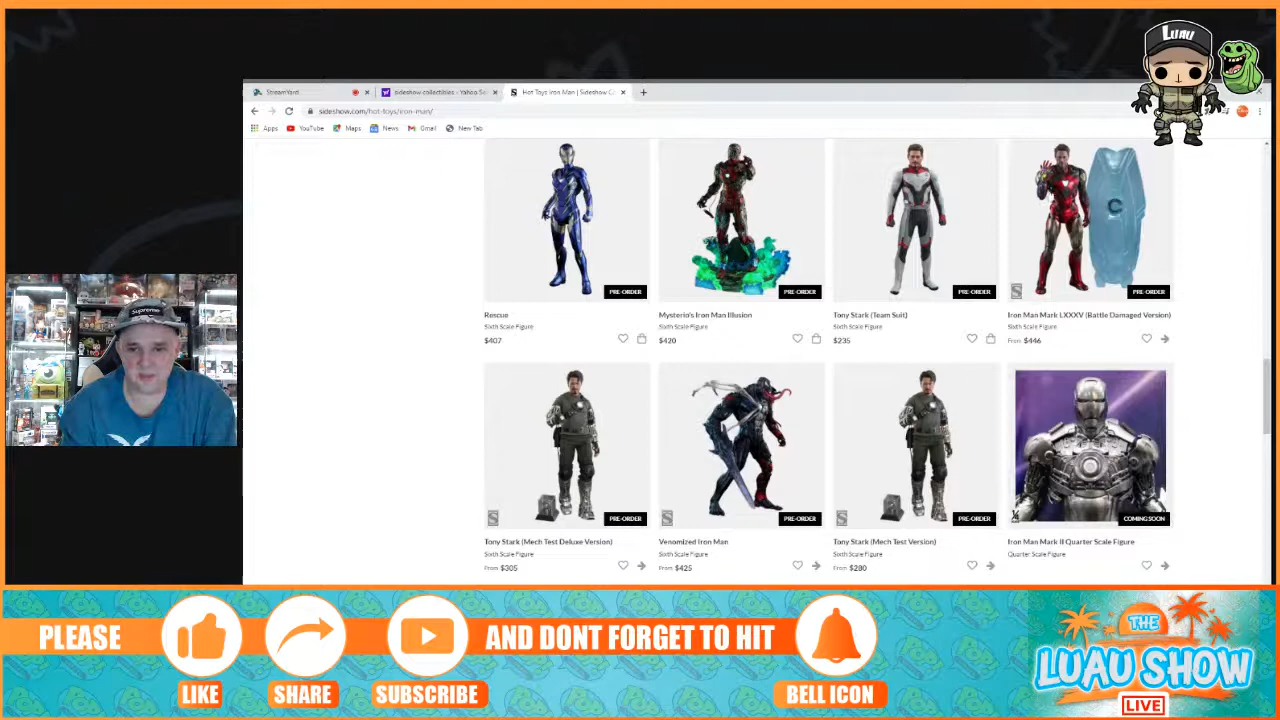 LUAU
StreamYard
sideshow collectibles - Yahoo Se
Hot Toys Iron Man | Sideshow C
sideshow.com/hot-toys/iron-man/
Apps YouTube Maps News Gmail New Tab
PRE-ORDER PRE-ORDER PRE-ORDER PRE-ORDER
Rescue Mysterio's Iron Man Illusion Tony Stark (Team Suit) Iron Man Mark LXXXV (Battle Damaged Version)
Sixth Scale Figure Sixth Scale Figure Sixth Scale Figure Sixth Scale Figure
$407 $420 $235 From $446
Supreme
PRE-ORDER PRE-ORDER PRE-ORDER COMING SOON
Tony Stark (Mech Test Deluxe Version) Venomized Iron Man Tony Stark (Mech Test Version) Iron Man Mark II Quarter Scale Figure
Sixth Scale Figure Sixth Scale Figure Sixth Scale Figure Quarter Scale Figure
From $305 From $425 From $280
PLEASE AND DONT FORGET TO HIT
LIKE SHARE SUBSCRIBE BELL ICON
THE
LUAU SHOW
LIVE